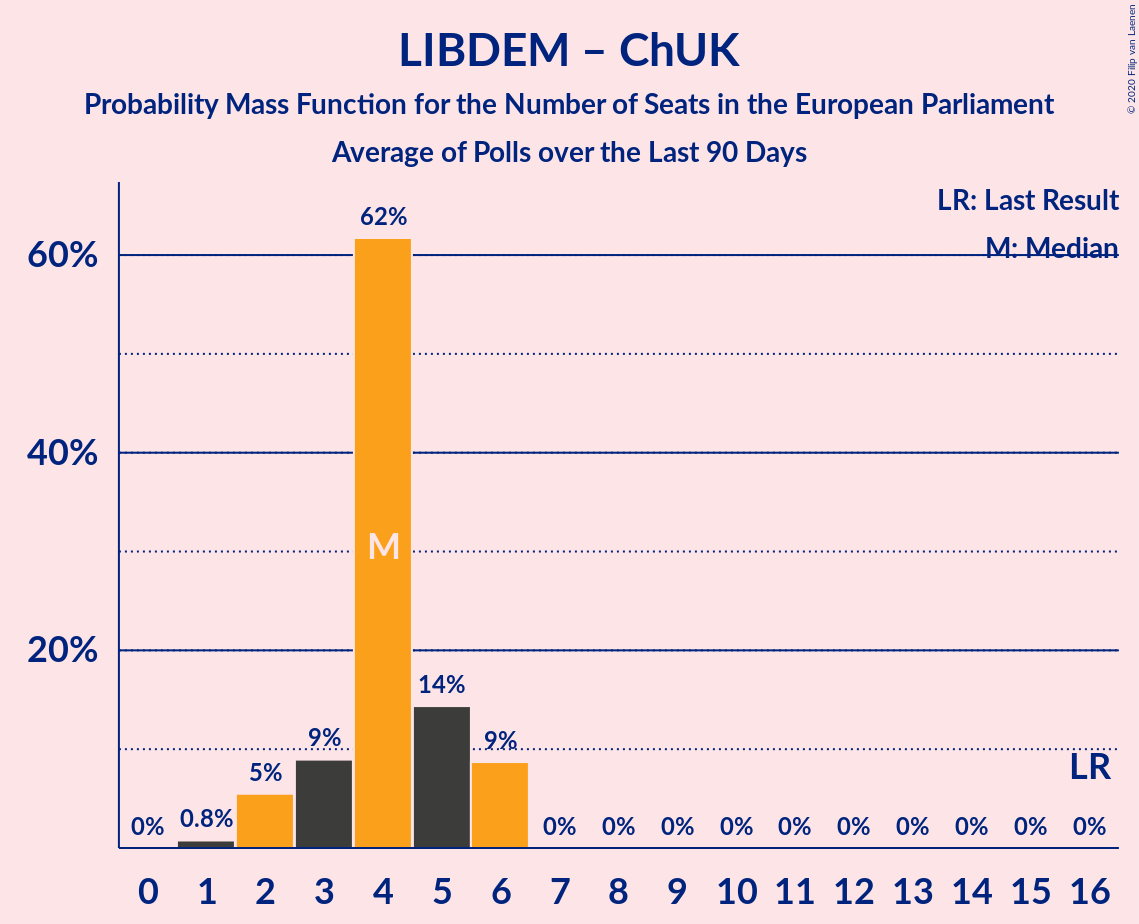 LIBDEM – ChUK
Probability Mass Function for the Number of Seats in the European Parliament
Average of Polls over the Last 90 Days
© 2020 Filip van Laenen
LR: Last Result
M: Median
60%
40%
20%
0%
0.8%
5%
9%
62%
14%
9%
0%
0%
0%
0%
0%
0%
0%
0%
0%
0%
M
LR
0 1 2 3 4 5 6 7 8 9 10 11 12 13 14 15 16